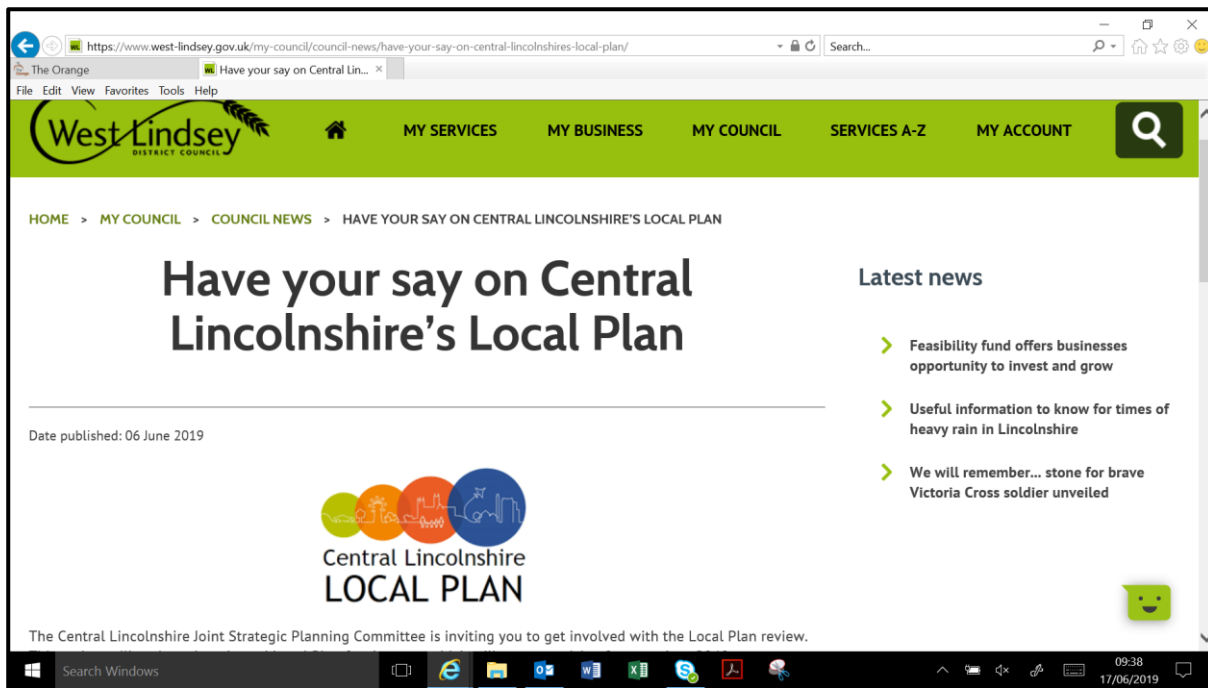 https://www.west-lindsey.gov.uk/my-council/council-news/have-your-say-on-central-lincolnshires-local-plan/
Search...
The Orange
WL Have your say on Central Lin...
File Edit View Favorites Tools Help
West Lindsey
DISTRICT COUNCIL
MY SERVICES MY BUSINESS MY COUNCIL SERVICES A-Z MY ACCOUNT
HOME > MY COUNCIL > COUNCIL NEWS > HAVE YOUR SAY ON CENTRAL LINCOLNSHIRE'S LOCAL PLAN
Have your say on Central
Lincolnshire's Local Plan
Date published: 06 June 2019
Central Lincolnshire
LOCAL PLAN
The Central Lincolnshire Joint Strategic Planning Committee is inviting you to get involved with the Local Plan review.
Latest news
Feasibility fund offers businesses
opportunity to invest and grow
Useful information to know for times of
heavy rain in Lincolnshire
We will remember... stone for brave
Victoria Cross soldier unveiled
Search Windows
09:38
17/06/2019